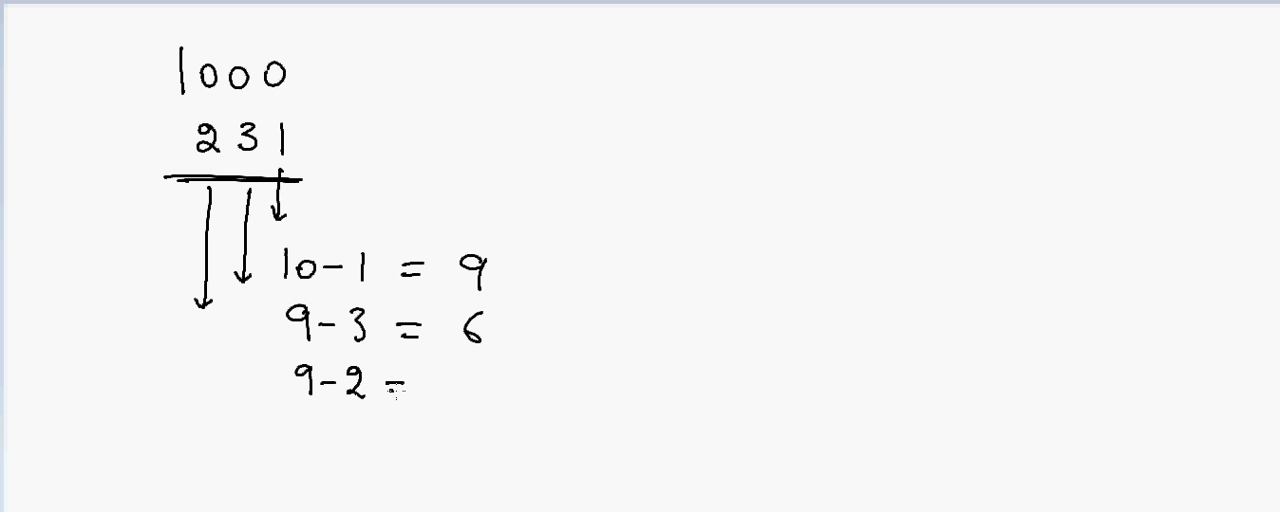 1000
231
10-1 = 9
9-3 = 6
9-2 =